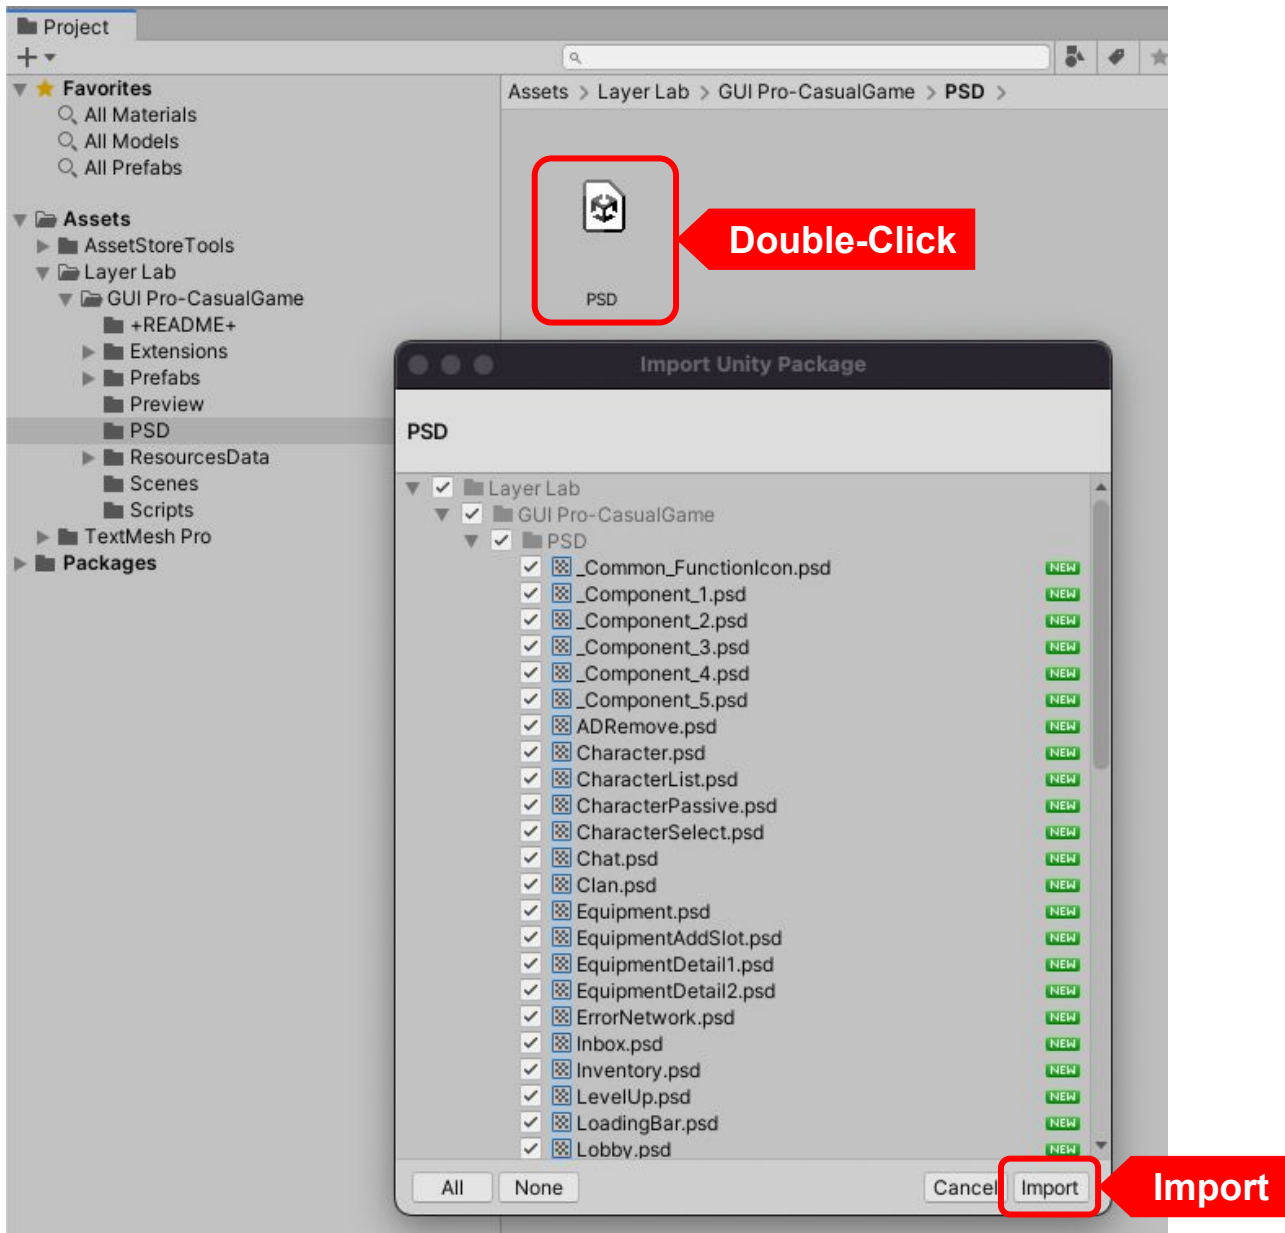 Project
Favorites
All Materials
All Models
All Prefabs
Assets
AssetStoreTools
Layer Lab
GUI Pro-CasualGame
+README+
Extensions
Prefabs
Preview
PSD
ResourcesData
Scenes
Scripts
TextMesh Pro
Packages
Assets > Layer Lab > GUI Pro-CasualGame > PSD >
PSD
Double-Click
Import Unity Package
PSD
Layer Lab
GUI Pro-CasualGame
PSD
_Common_FunctionIcon.psd NEW
_Component_1.psd NEW
_Component_2.psd NEW
_Component_3.psd NEW
_Component_4.psd NEW
_Component_5.psd NEW
ADRemove.psd NEW
Character.psd NEW
CharacterList.psd NEW
CharacterPassive.psd NEW
CharacterSelect.psd NEW
Chat.psd NEW
Clan.psd NEW
Equipment.psd NEW
EquipmentAddSlot.psd NEW
EquipmentDetail1.psd NEW
EquipmentDetail2.psd NEW
ErrorNetwork.psd NEW
Inbox.psd NEW
Inventory.psd NEW
LevelUp.psd NEW
LoadingBar.psd NEW
Lobby.psd NEW
All None Cancel Import
Import